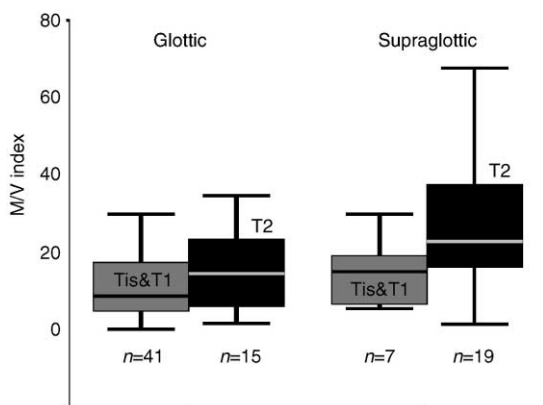 80
Glottic
Supraglottic
60
M/V index
40
T2
T2
20
Tis&T1
Tis&T1
0
n=41
n=15
n=7
n=19